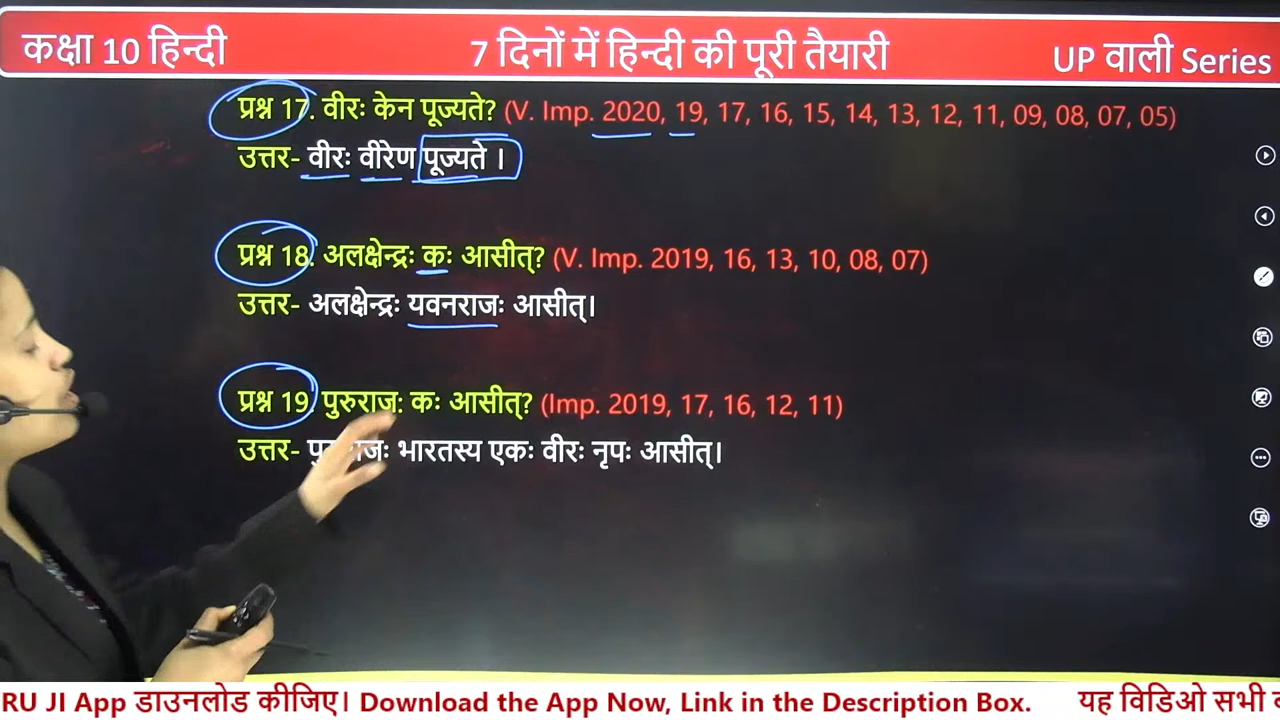 कक्षा 10 हिन्दी 7 दिनों में हिन्दी की पूरी तैयारी UP वाली Series
प्रश्न 17. वीरः केन पूज्यते? (V. Imp. 2020, 19, 17, 16, 15, 14, 13, 12, 11, 09, 08, 07, 05)
उत्तर- वीरः वीरेण पूज्यते ।
प्रश्न 18. अलक्षेन्द्रः कः आसीत्? (V. Imp. 2019, 16, 13, 10, 08, 07)
उत्तर- अलक्षेन्द्रः यवनराजः आसीत्।
प्रश्न 19. पुरुराज: कः आसीत्? (Imp. 2019, 17, 16, 12, 11)
उत्तर- भारतस्य एकः वीरः नृपः आसीत्।
RU JI App डाउनलोड कीजिए। Download the App Now, Link in the Description Box. यह विडिओ सभी